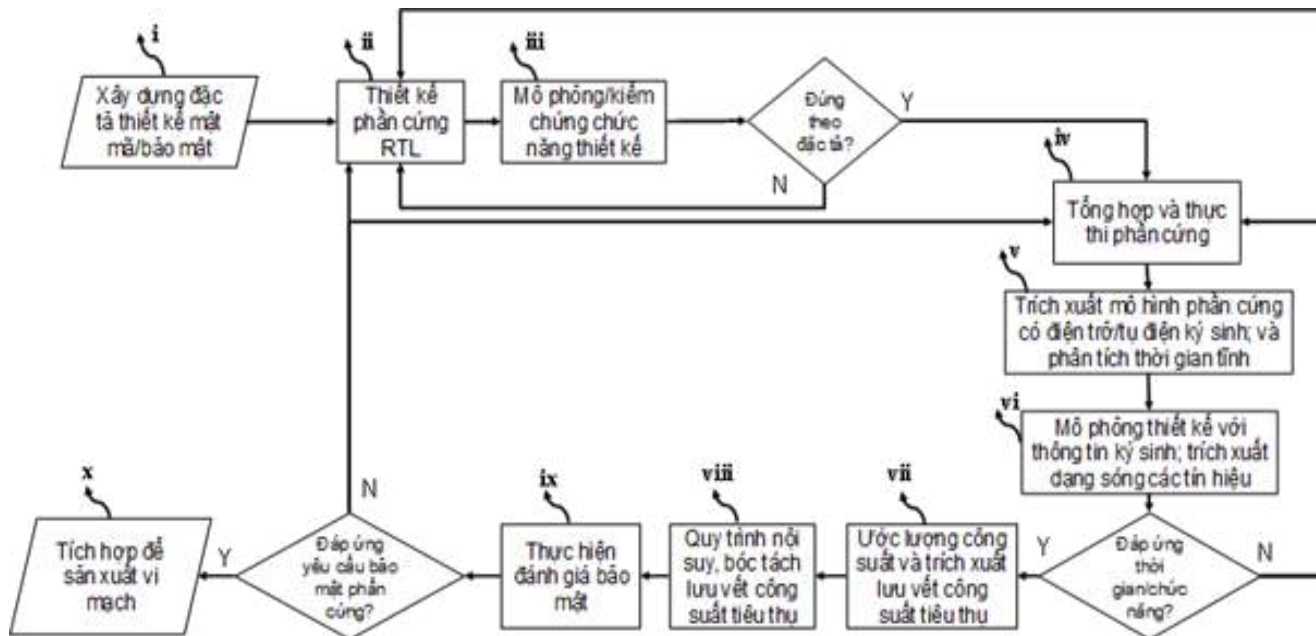 i
Xây dựng đặc
tả thiết kế mật
mã/bảo mật
ii
Thiết kế
phần cứng
RTL
iii
Mô phỏng/kiểm
chứng chức
năng thiết kế
Đúng
theo
đặc tả?
Y
N
iv
Tổng hợp và thực
thi phần cứng
v
Trích xuất mô hình phần cứng
có điện trở/tụ điện ký sinh; và
phân tích thời gian tĩnh
vi
Mô phỏng thiết kế với
thông tin ký sinh; trích xuất
dạng sóng các tín hiệu
Đáp ứng
thời
gian/chức
năng?
N
Y
vii
Ước lượng công
suất và trích xuất
lưu vết công
suất tiêu thụ
viii
Quy trình nội
suy, bóc tách
lưu vết công
suất tiêu thụ
ix
Thực hiện
đánh giá bảo
mật
Đáp ứng
yêu cầu bảo
mật phần
cứng?
N
Y
x
Tích hợp để
sản xuất vi
mạch